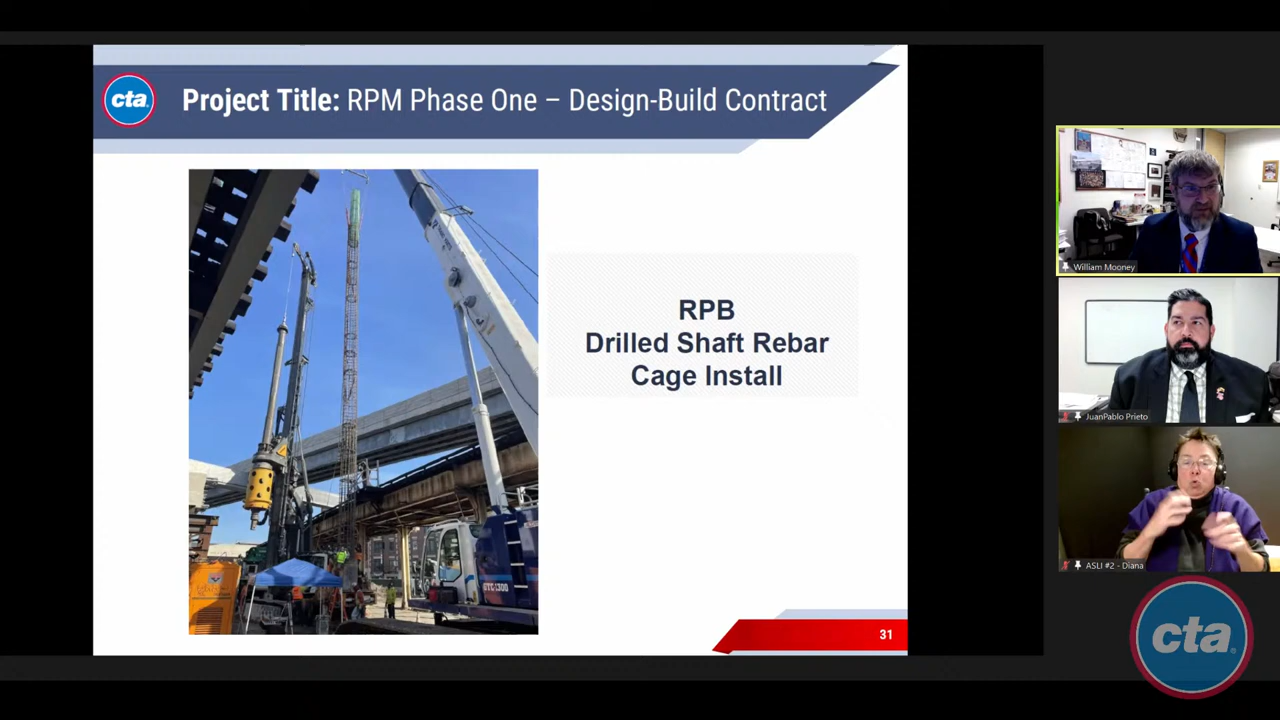 cta
Project Title: RPM Phase One – Design-Build Contract
RPB
Drilled Shaft Rebar
Cage Install
31
William Mooney
JuanPablo Prieto
ASLI #2 - Diana
cta